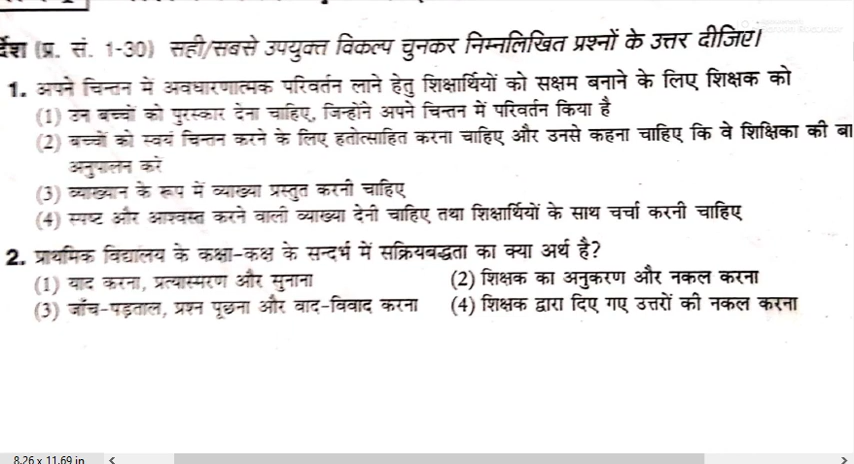 र्देश (प्र. सं. 1-30) सही/सबसे उपयुक्त विकल्प चुनकर निम्नलिखित प्रश्नों के उत्तर दीजिए।
1. अपने चिन्तन में अवधारणात्मक परिवर्तन लाने हेतु शिक्षार्थियों को सक्षम बनाने के लिए शिक्षक को
(1) उन बच्चों को पुरस्कार देना चाहिए, जिन्होंने अपने चिन्तन में परिवर्तन किया है
(2) बच्चों को स्वयं चिन्तन करने के लिए हतोत्साहित करना चाहिए और उनसे कहना चाहिए कि वे शिक्षिका की बा
अनुपालन करें
(3) व्याख्यान के रूप में व्याख्या प्रस्तुत करनी चाहिए
(4) स्पष्ट और आश्वस्त करने वाली व्याख्या देनी चाहिए तथा शिक्षार्थियों के साथ चर्चा करनी चाहिए
2. प्राथमिक विद्यालय के कक्षा-कक्ष के सन्दर्भ में सक्रियबद्धता का क्या अर्थ है?
(1) याद करना, प्रत्यास्मरण और सुनाना (2) शिक्षक का अनुकरण और नकल करना
(3) जाँच-पड़ताल, प्रश्न पूछना और वाद-विवाद करना (4) शिक्षक द्वारा दिए गए उत्तरों की नकल करना
8.26 x 11.69 in